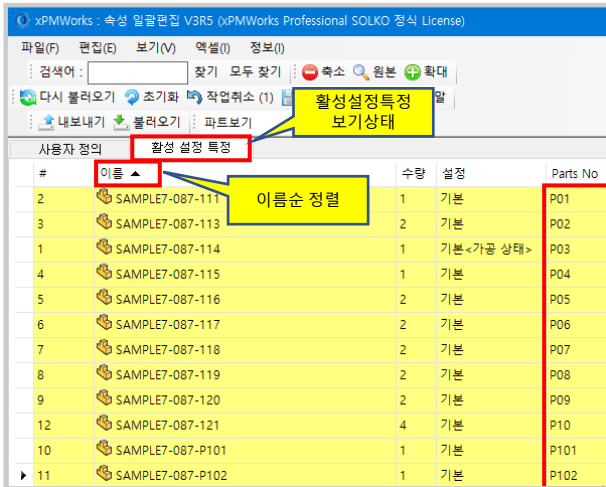 xPMWorks : 속성 일괄편집 V3R5 (xPMWorks Professional SOLKO 정식 License)
파일(F) 편집(E) 보기(V) 엑셀(I) 정보(I)
검색어 : 찾기 모두 찾기 축소 원본 확대
다시 불러오기 초기화 작업취소 (1) 말
내보내기 불러오기 파트보기
활성설정특정
보기상태
사용자 정의 활성 설정 특정
# 이름 수량 설정 Parts No
이름순 정렬
2 SAMPLE7-087-111 1 기본 P01
3 SAMPLE7-087-113 2 기본 P02
1 SAMPLE7-087-114 1 기본<가공 상태> P03
4 SAMPLE7-087-115 1 기본 P04
5 SAMPLE7-087-116 2 기본 P05
6 SAMPLE7-087-117 2 기본 P06
7 SAMPLE7-087-118 2 기본 P07
8 SAMPLE7-087-119 2 기본 P08
9 SAMPLE7-087-120 2 기본 P09
12 SAMPLE7-087-121 4 기본 P10
10 SAMPLE7-087-P101 1 기본 P101
11 SAMPLE7-087-P102 1 기본 P102